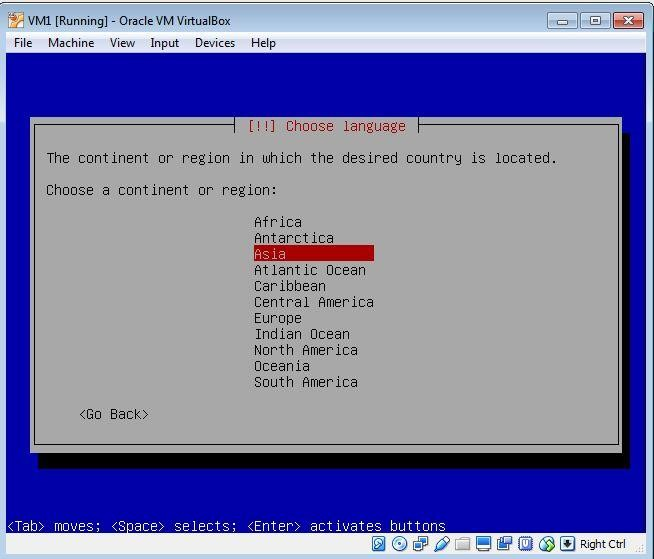 VM1 [Running] - Oracle VM VirtualBox
File Machine View Input Devices Help
[!!] Choose language
The continent or region in which the desired country is located.
Choose a continent or region:
Africa
Antarctica
Asia
Atlantic Ocean
Caribbean
Central America
Europe
Indian Ocean
North America
Oceania
South America
<Go Back>
<Tab> moves; <Space> selects; <Enter> activates buttons
Right Ctrl